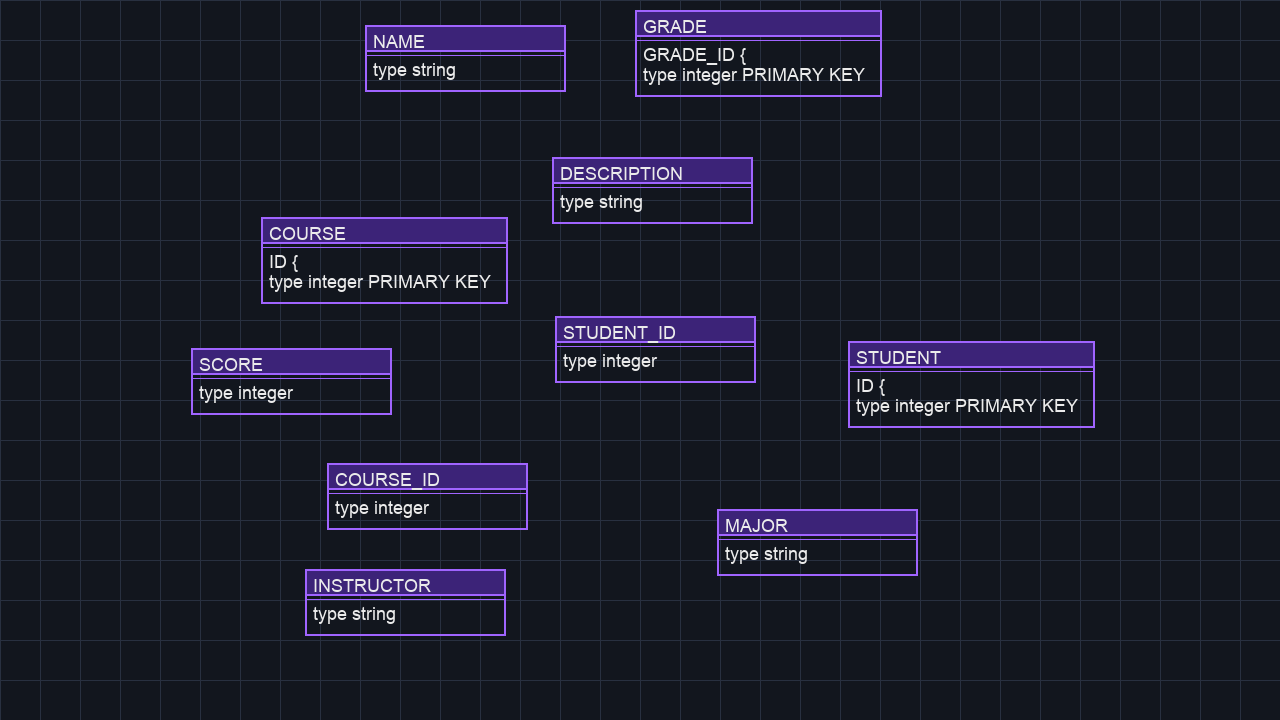 NAME
type string
GRADE
GRADE_ID {
type integer PRIMARY KEY
DESCRIPTION
type string
COURSE
ID {
type integer PRIMARY KEY
STUDENT_ID
type integer
STUDENT
ID {
type integer PRIMARY KEY
SCORE
type integer
COURSE_ID
type integer
MAJOR
type string
INSTRUCTOR
type string